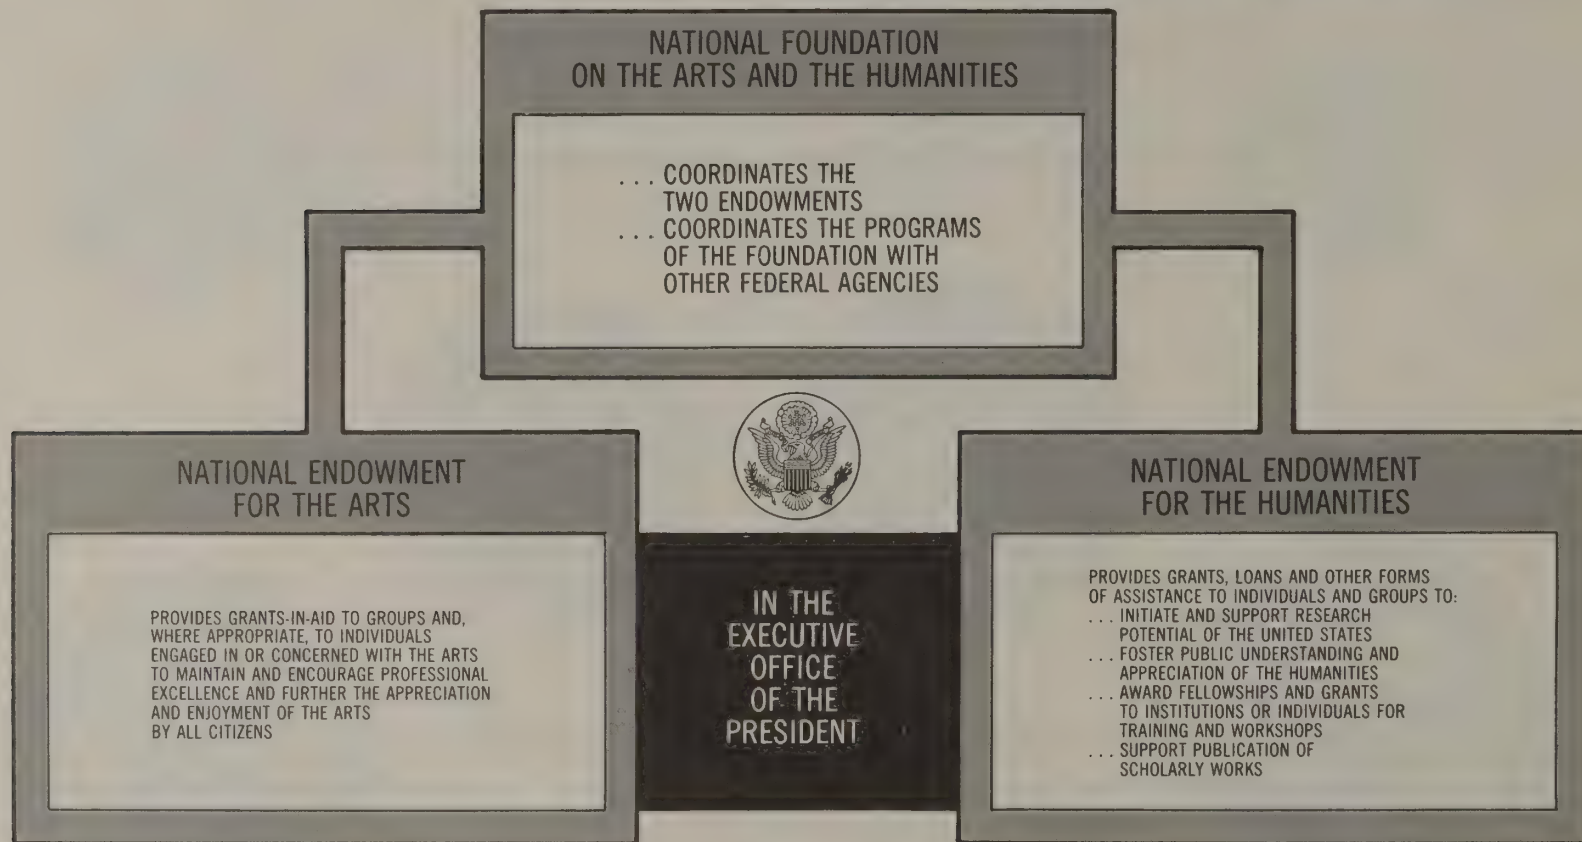 NATIONAL FOUNDATION
ON THE ARTS AND THE HUMANITIES
... COORDINATES THE
TWO ENDOWMENTS
... COORDINATES THE PROGRAMS
OF THE FOUNDATION WITH
OTHER FEDERAL AGENCIES
NATIONAL ENDOWMENT
FOR THE ARTS
PROVIDES GRANTS-IN-AID TO GROUPS AND,
WHERE APPROPRIATE, TO INDIVIDUALS
ENGAGED IN OR CONCERNED WITH THE ARTS
TO MAINTAIN AND ENCOURAGE PROFESSIONAL
EXCELLENCE AND FURTHER THE APPRECIATION
AND ENJOYMENT OF THE ARTS
BY ALL CITIZENS
IN THE
EXECUTIVE
OFFICE
OF THE
PRESIDENT
NATIONAL ENDOWMENT
FOR THE HUMANITIES
PROVIDES GRANTS, LOANS AND OTHER FORMS
OF ASSISTANCE TO INDIVIDUALS AND GROUPS TO:
... INITIATE AND SUPPORT RESEARCH
POTENTIAL OF THE UNITED STATES
... FOSTER PUBLIC UNDERSTANDING AND
APPRECIATION OF THE HUMANITIES
... AWARD FELLOWSHIPS AND GRANTS
TO INSTITUTIONS OR INDIVIDUALS FOR
TRAINING AND WORKSHOPS
... SUPPORT PUBLICATION OF
SCHOLARLY WORKS